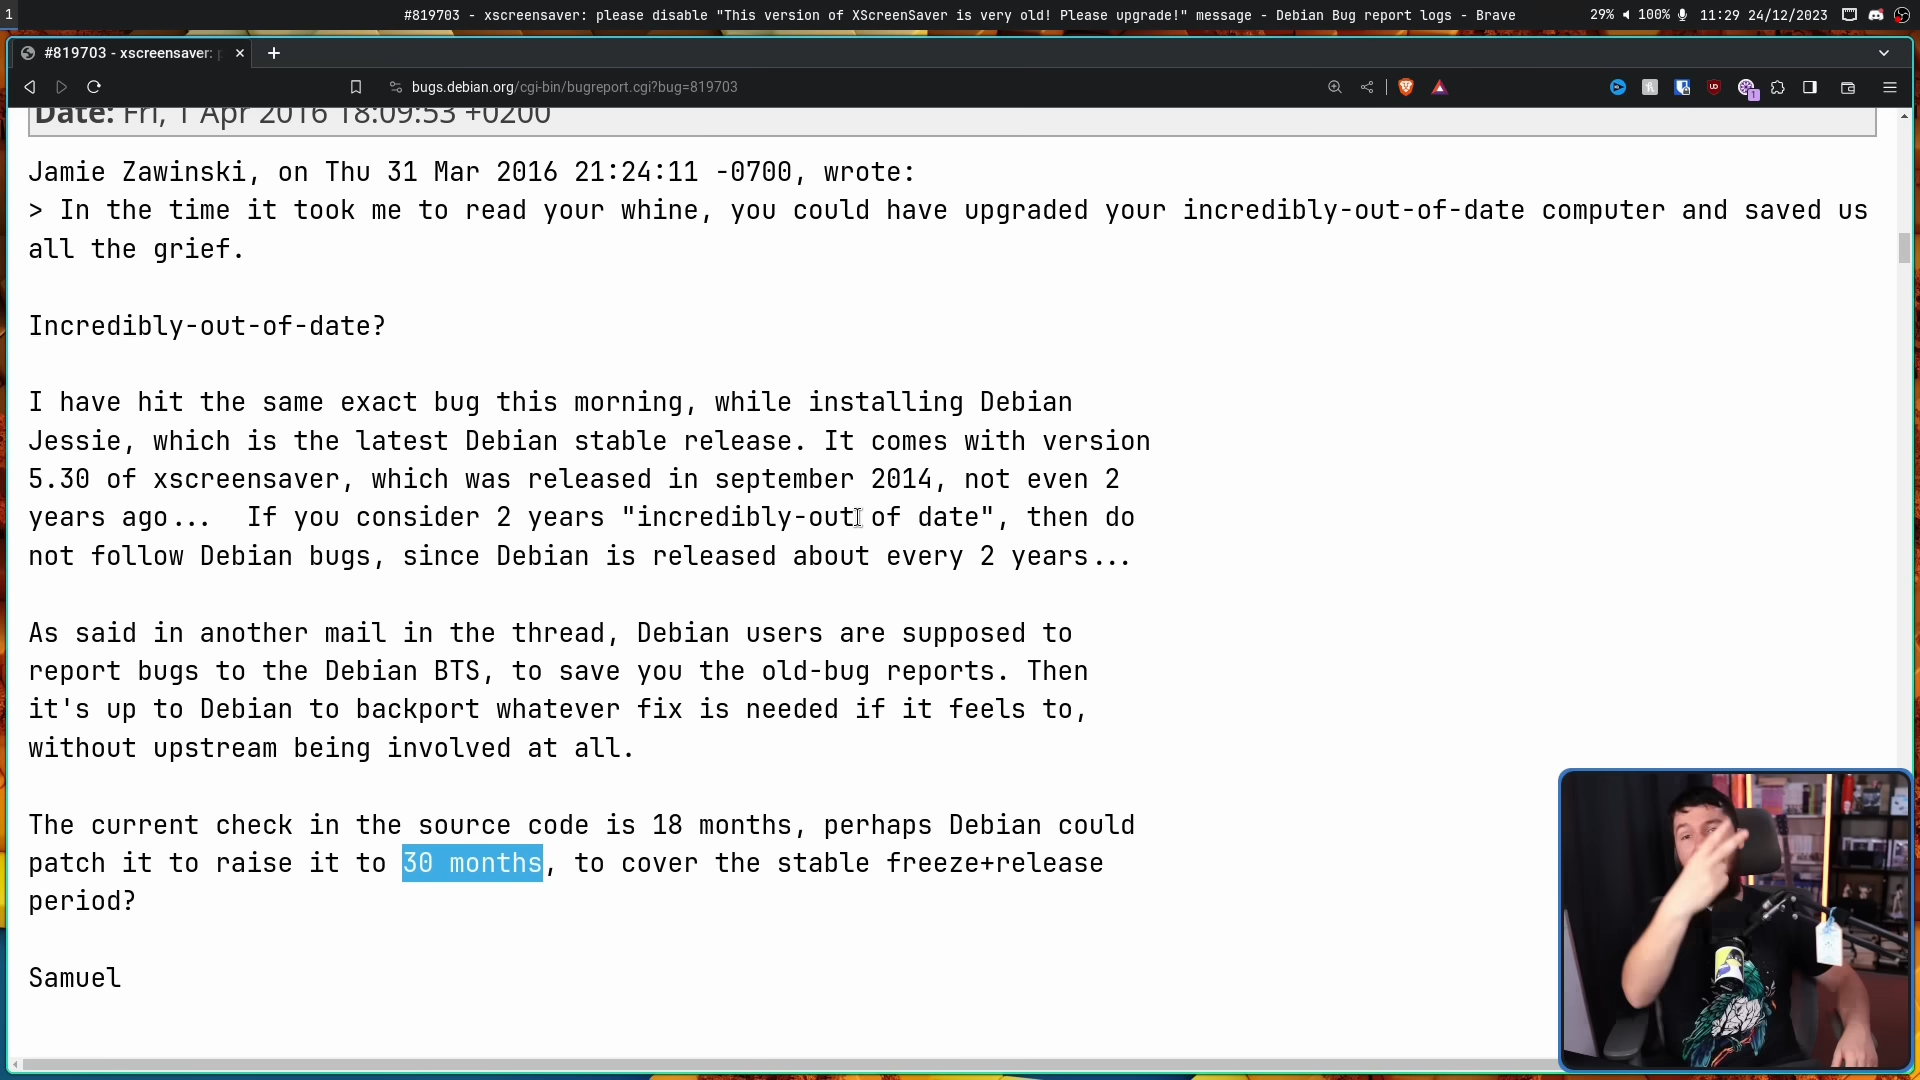 1
#819703 - xscreensaver: please disable "This version of XScreenSaver is very old! Please upgrade!" message - Debian Bug report logs - Brave
29% 100% 11:29 24/12/2023
#819703 - xscreensaver:
bugs.debian.org/cgi-bin/bugreport.cgi?bug=819703
Date: Fri, 1 Apr 2016 18:09:53 +0200
Jamie Zawinski, on Thu 31 Mar 2016 21:24:11 -0700, wrote:
> In the time it took me to read your whine, you could have upgraded your incredibly-out-of-date computer and saved us
all the grief.
Incredibly-out-of-date?
I have hit the same exact bug this morning, while installing Debian
Jessie, which is the latest Debian stable release. It comes with version
5.30 of xscreensaver, which was released in september 2014, not even 2
years ago... If you consider 2 years "incredibly-out of date", then do
not follow Debian bugs, since Debian is released about every 2 years...
As said in another mail in the thread, Debian users are supposed to
report bugs to the Debian BTS, to save you the old-bug reports. Then
it's up to Debian to backport whatever fix is needed if it feels to,
without upstream being involved at all.
The current check in the source code is 18 months, perhaps Debian could
patch it to raise it to 30 months, to cover the stable freeze+release
period?
Samuel